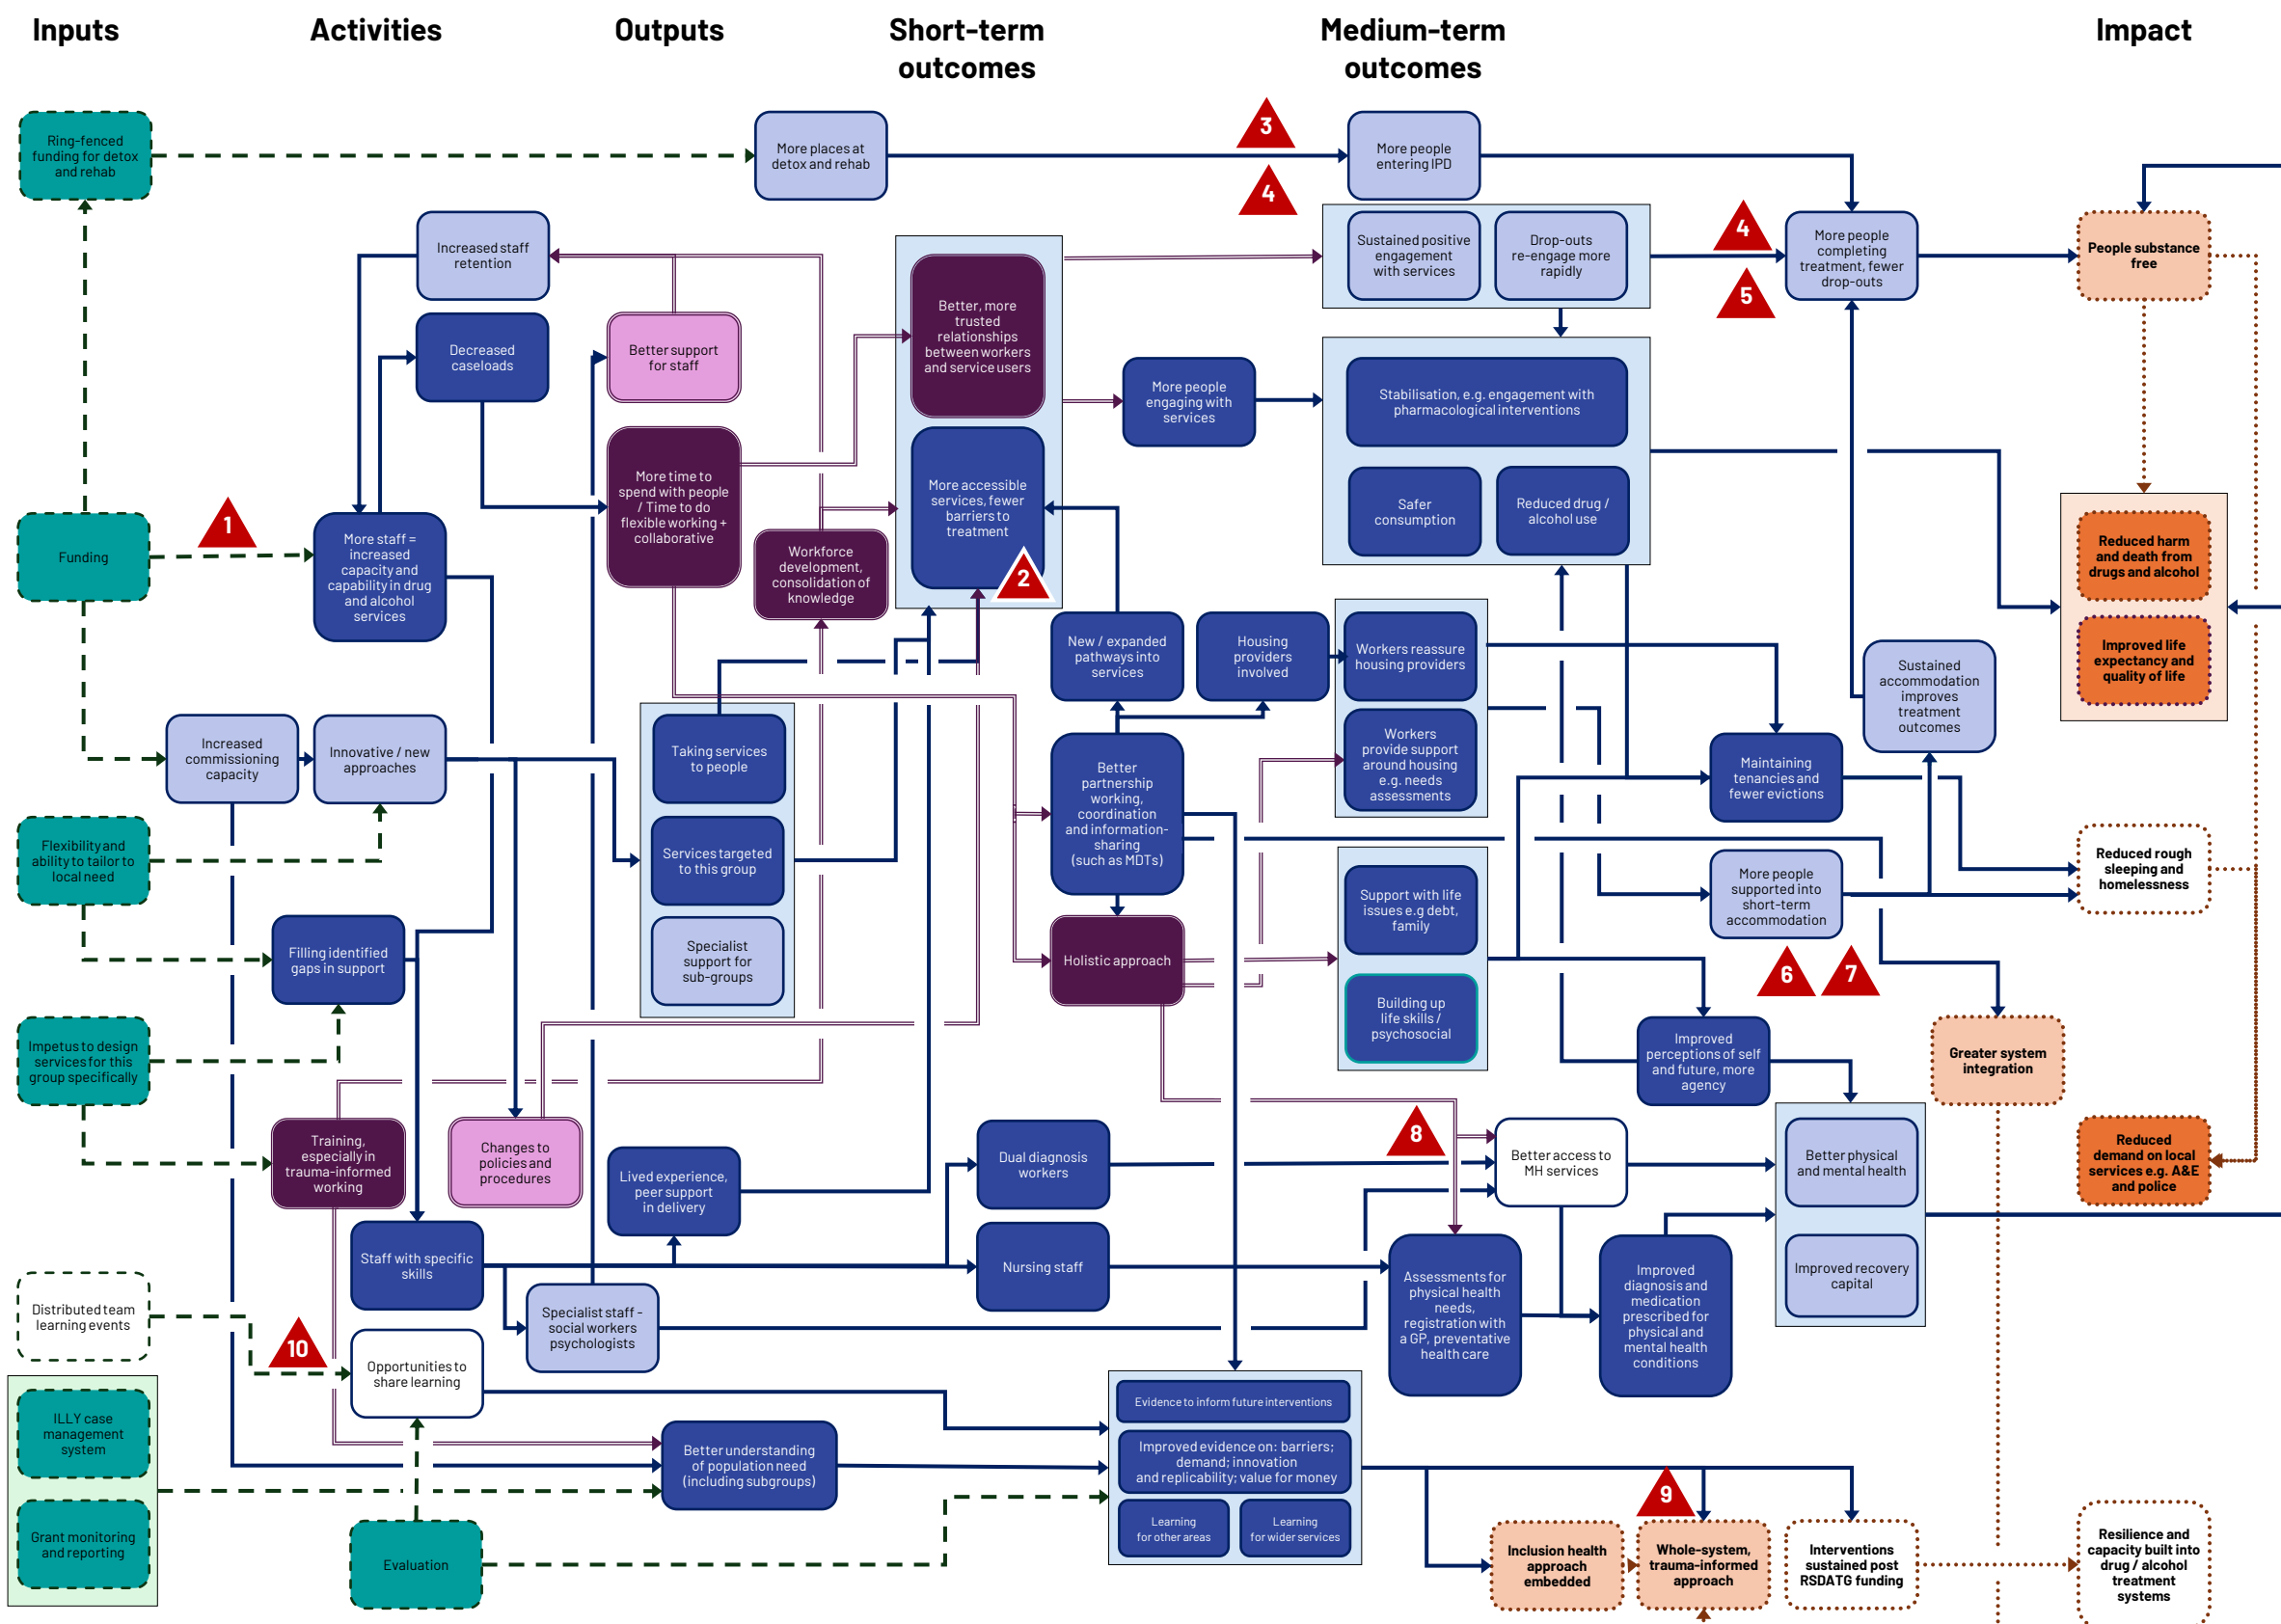 Inputs
Activities
Outputs
Short-term
outcomes
Medium-term
outcomes
Impact
Ring-fenced
funding for detox
and rehab
More places at
detox and rehab
3
4
More people
entering IPD
Increased staff
retention
Sustained positive
engagement
with services
Drop-outs
re-engage more
rapidly
4
5
More people
completing
treatment, fewer
drop-outs
People substance
free
Decreased
caseloads
Better support
for staff
Better, more
trusted
relationships
between workers
and service users
More people
engaging with
services
Stabilisation, e.g. engagement with
pharmacological interventions
Safer
consumption
Reduced drug /
alcohol use
More time to
spend with people
/ Time to do
flexible working +
collaborative
More accessible
services, fewer
barriers to
treatment
2
Funding
1
More staff =
increased
capacity and
capability in drug
and alcohol
services
Workforce
development,
consolidation of
knowledge
Reduced harm
and death from
drugs and alcohol
Improved life
expectancy and
quality of life
New / expanded
pathways into
services
Housing
providers
involved
Workers reassure
housing providers
Workers
provide support
around housing
e.g. needs
assessments
Sustained
accommodation
improves
treatment
outcomes
Increased
commissioning
capacity
Innovative / new
approaches
Taking services
to people
Services targeted
to this group
Specialist
support for
sub-groups
Better
partnership
working,
coordination
and information-
sharing
(such as MDTs)
Maintaining
tenancies and
fewer evictions
Flexibility and
ability to tailor to
local need
Reduced rough
sleeping and
homelessness
More people
supported into
short-term
accommodation
6
7
Filling identified
gaps in support
Holistic approach
Support with life
issues e.g debt,
family
Building up
life skills /
psychosocial
Impetus to design
services for this
group specifically
Improved
perceptions of self
and future, more
agency
Greater system
integration
Training,
especially in
trauma-informed
working
Changes to
policies and
procedures
Lived experience,
peer support
in delivery
Dual diagnosis
workers
8
Better access to
MH services
Better physical
and mental health
Improved recovery
capital
Reduced
demand on local
services e.g. A&E
and police
Staff with specific
skills
Nursing staff
Specialist staff -
social workers
psychologists
Assessments for
physical health
needs,
registration with
a GP, preventative
health care
Improved
diagnosis and
medication
prescribed for
physical and
mental health
conditions
Distributed team
learning events
10
Opportunities to
share learning
ILLY case
management
system
Grant monitoring
and reporting
Better understanding
of population need
(including subgroups)
Evidence to inform future interventions
Improved evidence on: barriers;
demand; innovation
and replicability; value for money
Learning
for other areas
Learning
for wider services
Evaluation
9
Inclusion health
approach
embedded
Whole-system,
trauma-informed
approach
Interventions
sustained post
RSDATG funding
Resilience and
capacity built into
drug / alcohol
treatment
systems